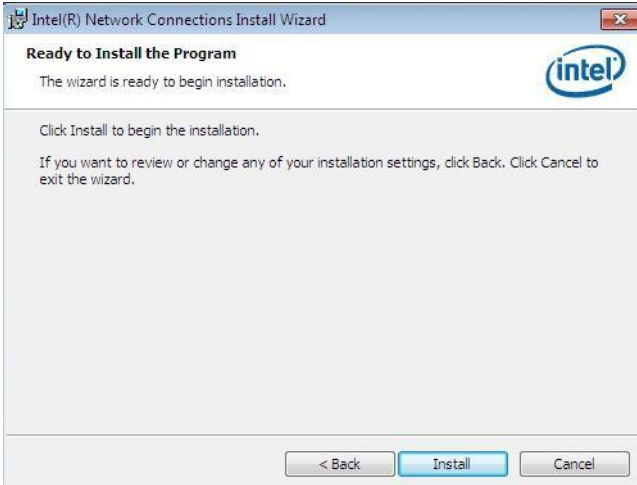 Intel(R) Network Connections Install Wizard
Ready to Install the Program
The wizard is ready to begin installation.
intel
Click Install to begin the installation.
If you want to review or change any of your installation settings, click Back. Click Cancel to
exit the wizard.
< Back
Install
Cancel